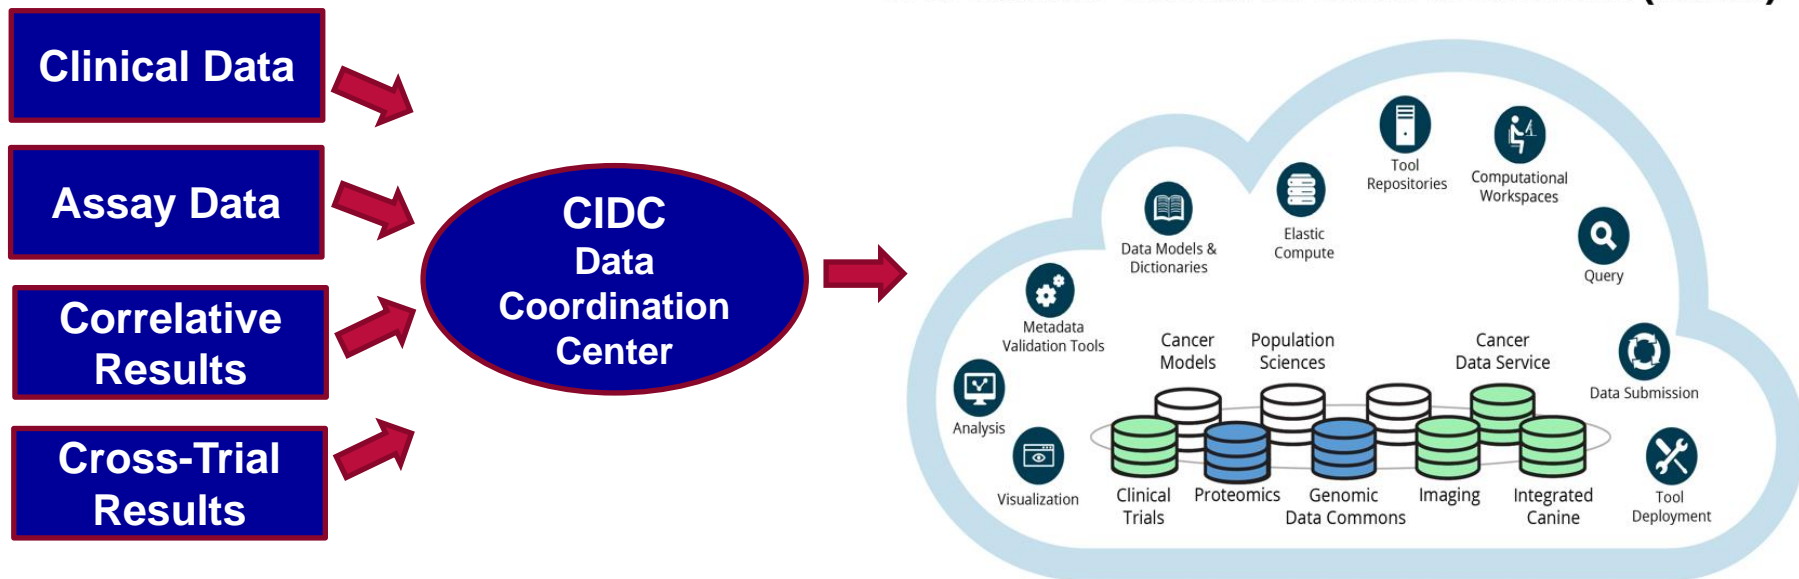 Clinical Data
Assay Data
Correlative
Results
Cross-Trial
Results
CIDC
Data
Coordination
Center
Tool
Repositories
Computational
Workspaces
Data Models &
Dictionaries
Elastic
Compute
Query
Metadata
Validation Tools
Cancer
Models
Population
Sciences
Cancer
Data Service
Data Submission
Analysis
Visualization
Clinical
Trials
Proteomics
Genomic
Data Commons
Imaging
Integrated
Canine
Tool
Deployment